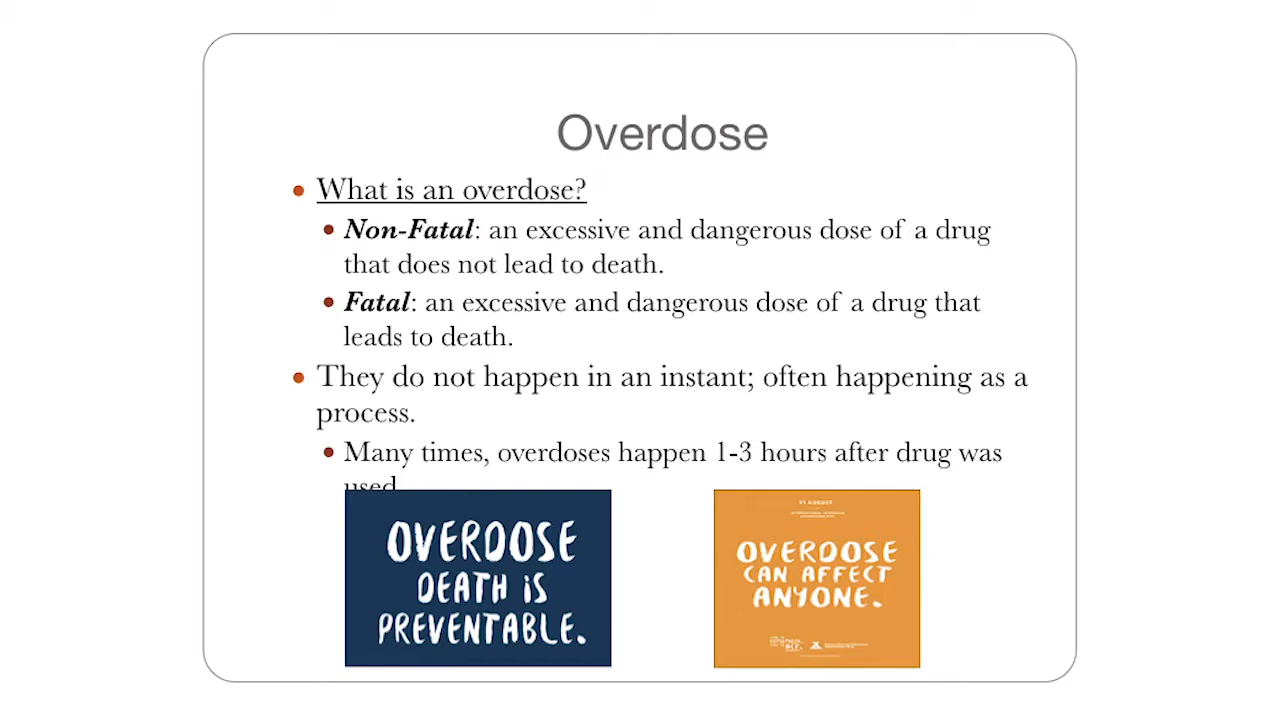 Overdose
What is an overdose?
Non-Fatal: an excessive and dangerous dose of a drug
that does not lead to death.
Fatal: an excessive and dangerous dose of a drug that
leads to death.
They do not happen in an instant; often happening as a
process.
Many times, overdoses happen 1-3 hours after drug was
used
OVERDOSE
DEATH IS
PREVENTABLE.
31 AUGUST
OVERDOSE
CAN AFFECT
ANYONE.